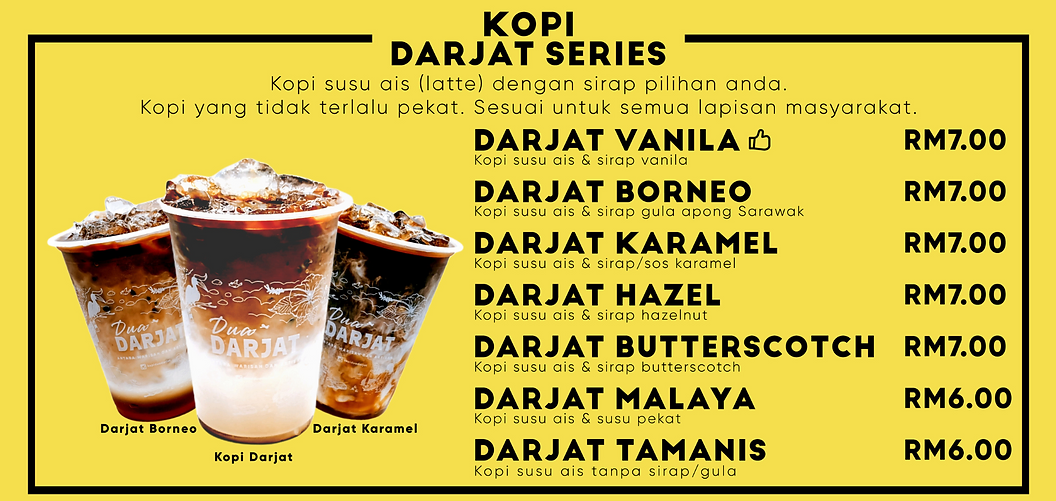 KOPI
DARJAT SERIES
Kopi susu ais (latte) dengan sirap pilihan anda.
Kopi yang tidak terlalu pekat. Sesuai untuk semua lapisan masyarakat.
DARJAT VANILA RM7.00
Kopi susu ais & sirap vanila
DARJAT BORNEO RM7.00
Kopi susu ais & sirap gula apong Sarawak
DARJAT KARAMEL RM7.00
Kopi susu ais & sirap/sos karamel
DARJAT HAZEL RM7.00
Kopi susu ais & sirap hazelnut
DARJAT BUTTERSCOTCH RM7.00
Kopi susu ais & sirap butterscotch
DARJAT MALAYA RM6.00
Kopi susu ais & susu pekat
DARJAT TAMANIS RM6.00
Kopi susu ais tanpa sirap/gula
Dua
DARJAT
Dua
DARJAT
Dua
DARJAT
Darjat Borneo
Kopi Darjat
Darjat Karamel